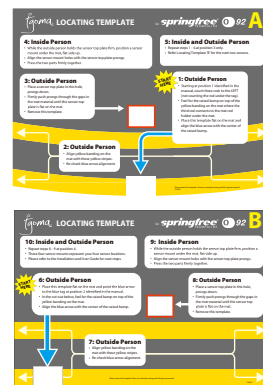 tgoma LOCATING TEMPLATE springfree 92 A
4: Inside Person
• While the outside person holds the sensor top plate firm, position a sensor
mount under the mat, flat side up.
• Align the sensor mount holes with the sensor top plate prongs.
• Press the two parts firmly together.
5: Inside and Outside Person
• Repeat steps 1 - 4 at position 3 only.
• Refer to Locating Template 'B' for the next two sensors.
3: Outside Person
• Place a sensor top plate in the hole,
prongs down.
• Firmly push prongs through the gaps in
the mat material until the sensor top
plate is flat on the mat.
• Remove this template.
START HERE
1: Outside Person
• Starting at position 1 identified in the
manual, count three rods to the LEFT
(not counting the rod under the tag).
• Feel for the raised bump on top of the
yellow banding on the mat where the
third rod connects to the mat rod
holder under the mat.
• Place the template flat on the mat and
align the blue arrow with the center of
the raised bump.
2: Outside Person
• Align yellow banding on the
mat with these yellow stripes.
• Re-check blue arrow alignment.
tgoma LOCATING TEMPLATE springfree 92 B
10: Inside and Outside Person
• Repeat steps 6 - 9 at position 4.
• These four sensor mounts represent your four sensor locations.
• Please refer to the Installation and User Guide for next steps.
9: Inside Person
• While the outside person holds the sensor top plate firm, position a
sensor mount under the mat, flat side up.
• Align the sensor mount holes with the sensor top plate prongs.
• Press the two parts firmly together.
START HERE
6: Outside Person
• Place this template flat on the mat and point the blue arrow
to the blue tag at position 2 identified in the manual.
• In the cut out below, feel for the raised bump on top of the
yellow banding on the mat.
• Align the blue arrow with the center of the raised bump.
8: Outside Person
• Place a sensor top plate in the hole,
prongs down.
• Firmly push prongs through the gaps in
the mat material until the sensor top
plate is flat on the mat.
• Remove this template.
7: Outside Person
• Align yellow banding on the
mat with these yellow stripes.
• Re-check blue arrow alignment.